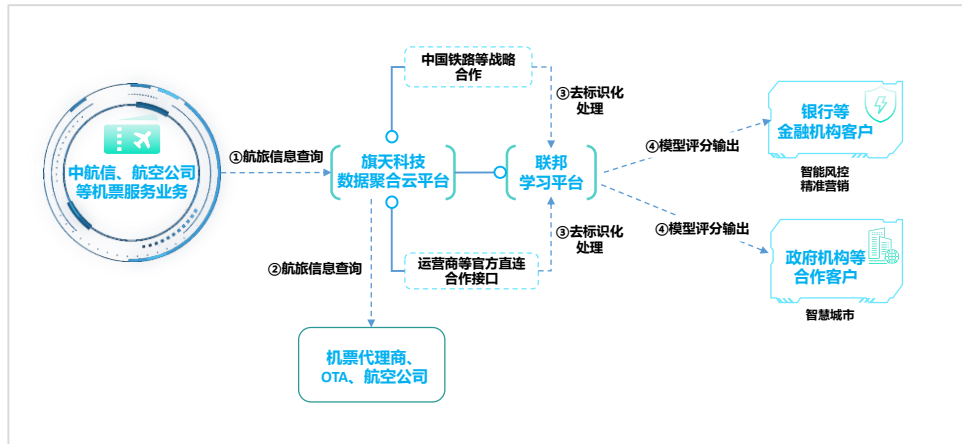 中航信、航空公司
等机票服务业务
①航旅信息查询
中国铁路等战略
合作
旗天科技
数据聚合云平台
②航旅信息查询
运营商等官方直连
合作接口
机票代理商、
OTA、航空公司
③去标识化
处理
联邦
学习平台
③去标识化
处理
④模型评分输出
④模型评分输出
银行等
金融机构客户
智能风控
精准营销
政府机构等
合作客户
智慧城市